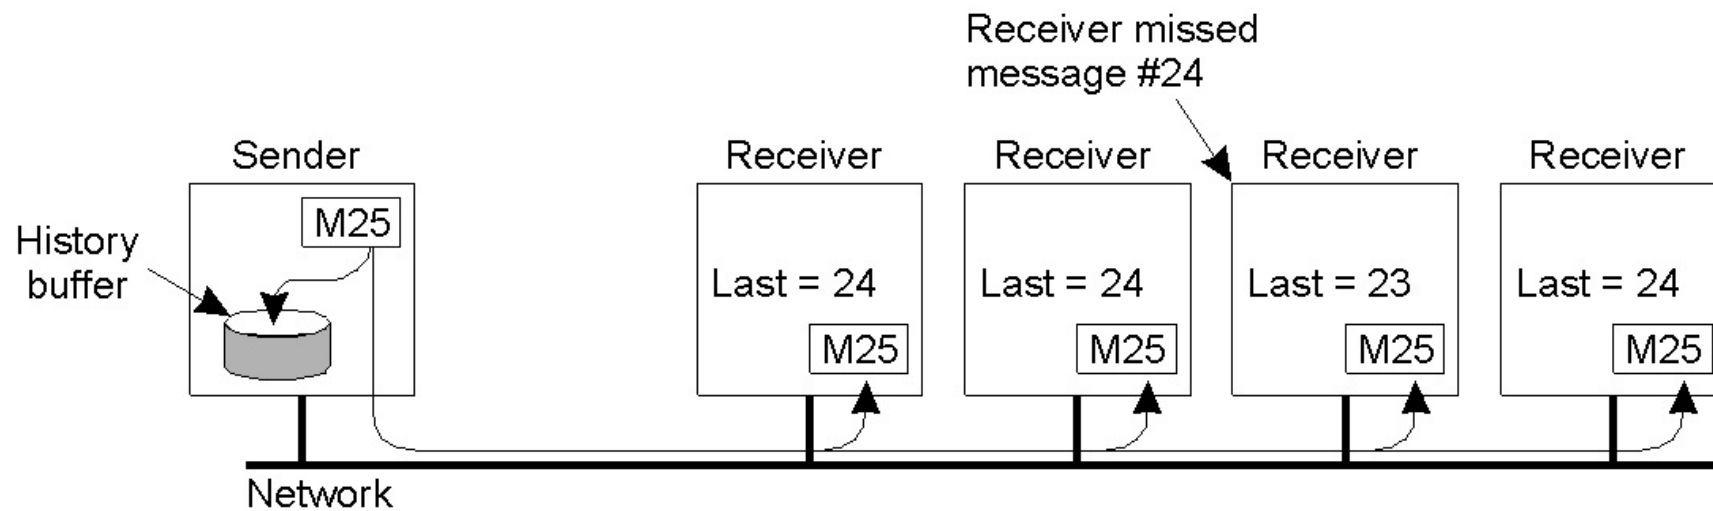 Receiver missed
message #24
Sender
Receiver
Receiver
Receiver
Receiver
M25
History
buffer
Last = 24
Last = 24
Last = 23
Last = 24
M25
M25
M25
M25
Network